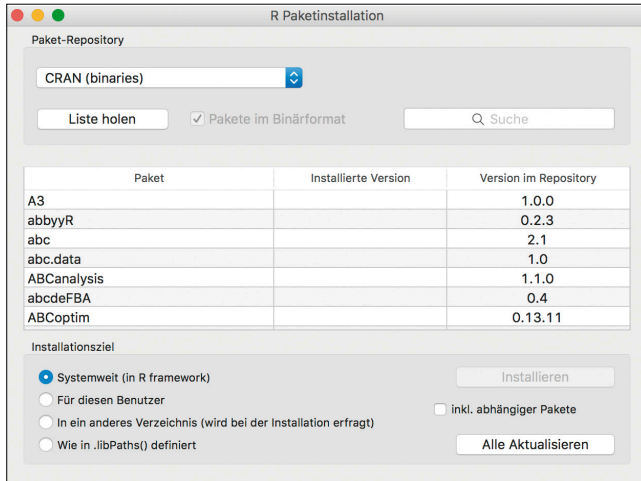 R Paketinstallation
Paket-Repository
CRAN (binaries)
Liste holen
Pakete im Binärformat
Suche
Paket Installierte Version Version im Repository
A3 1.0.0
abbyyR 0.2.3
abc 2.1
abc.data 1.0
ABCanalysis 1.1.0
abcdeFBA 0.4
ABCoptim 0.13.11
Installationsziel
Systemweit (in R framework)
Installieren
Für diesen Benutzer
inkl. abhängiger Pakete
In ein anderes Verzeichnis (wird bei der Installation erfragt)
Wie in .libPaths() definiert
Alle Aktualisieren